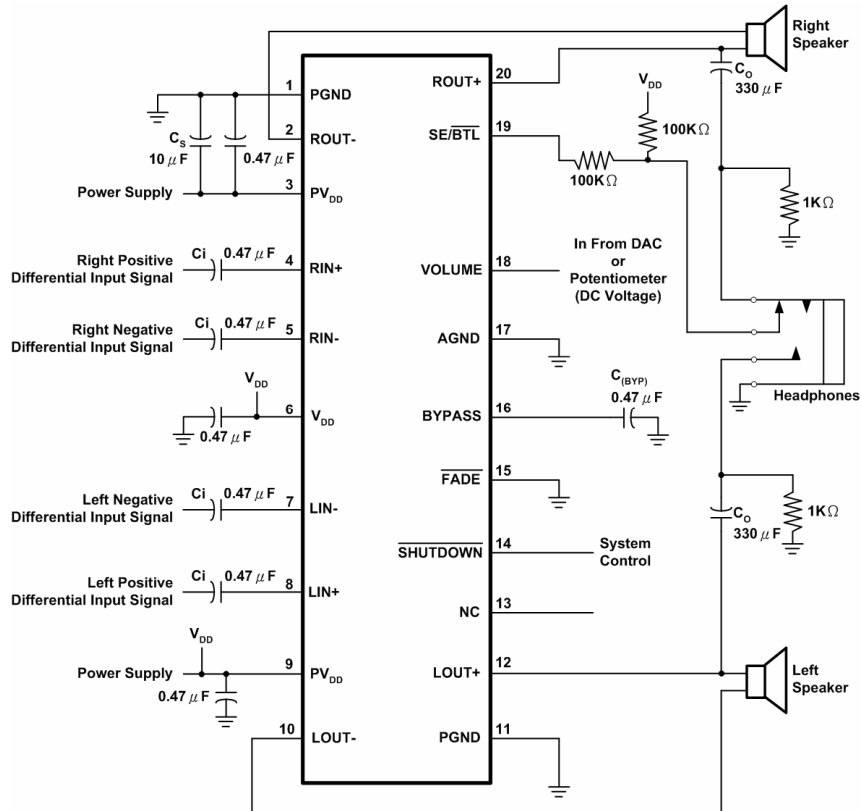 Right
Speaker
1
PGND
ROUT+
20
C_O
330 μF
V_DD
2
ROUT-
SE/BTL
19
100KΩ
C_S
10 μF
0.47 μF
100KΩ
Power Supply
3
PV_DD
1KΩ
Right Positive
Differential Input Signal
Ci
0.47 μF
4
RIN+
VOLUME
18
In From DAC
or
Potentiometer
(DC Voltage)
Right Negative
Differential Input Signal
Ci
0.47 μF
5
RIN-
AGND
17
V_DD
0.47 μF
6
V_DD
BYPASS
16
C_(BYP)
0.47 μF
Headphones
FADE
15
Left Negative
Differential Input Signal
Ci
0.47 μF
7
LIN-
C_O
330 μF
1KΩ
SHUTDOWN
14
System
Control
Left Positive
Differential Input Signal
Ci
0.47 μF
8
LIN+
NC
13
V_DD
Power Supply
9
PV_DD
LOUT+
12
Left
Speaker
0.47 μF
10
LOUT-
PGND
11